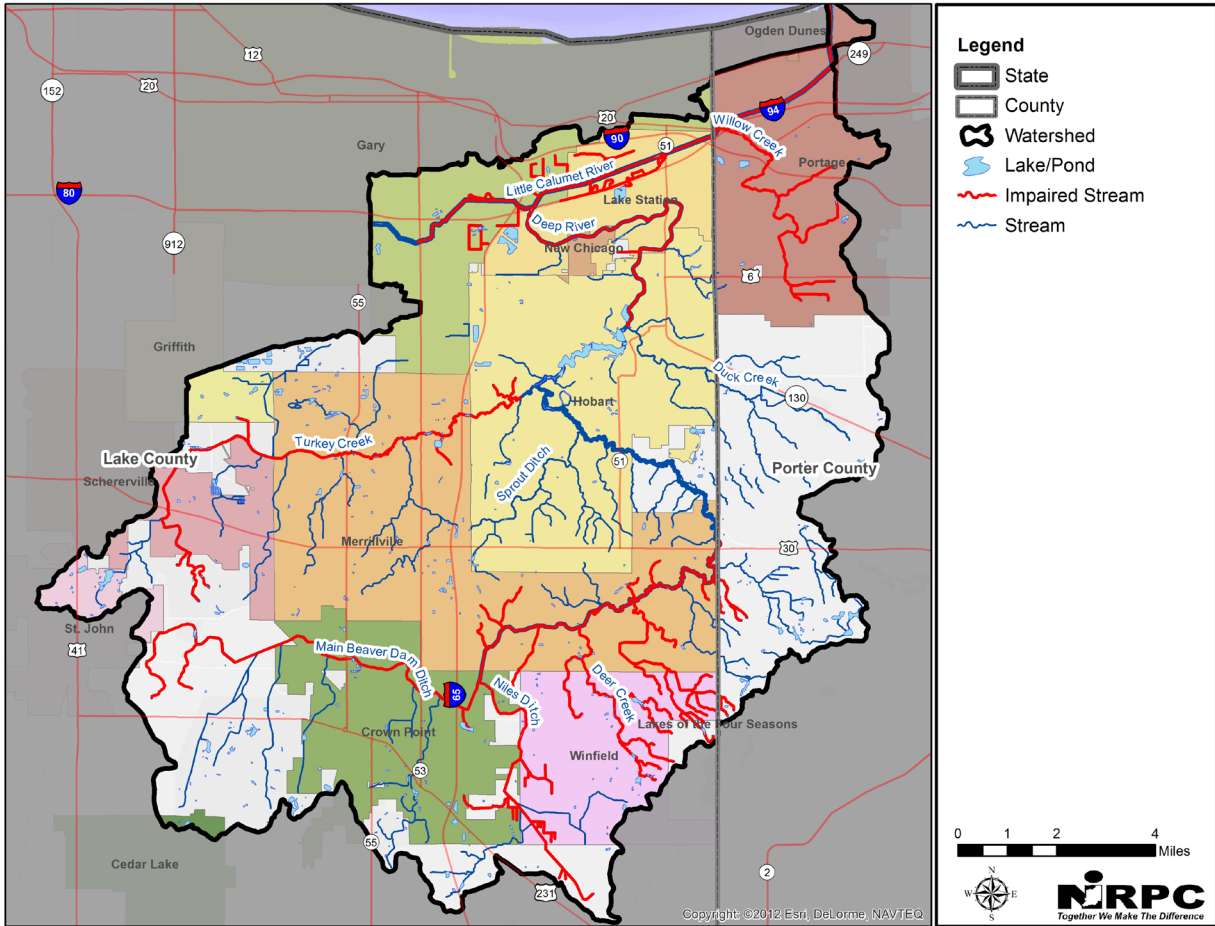 Ogden Dunes
249
12
20
152
94
20
Willow Creek
90
51
Gary
Portage
80
Little Calumet River
Lake Station
Deep River
912
New Chicago
6
55
Griffith
Duck Creek
130
Hobart
Turkey Creek
Lake County
51
Porter County
Schererville
Sprout Ditch
Merrillville
30
St. John
41
Main Beaver Dam Ditch
65
Niles Ditch
Deer Creek
Lakes of the Four Seasons
Crown Point
Winfield
53
55
Cedar Lake
231
2
Copyright: ©2012 Esri, DeLorme, NAVTEQ
Legend
State
County
Watershed
Lake/Pond
Impaired Stream
Stream
0 1 2 4
Miles
N
W E
S
NIRPC
Together We Make The Difference